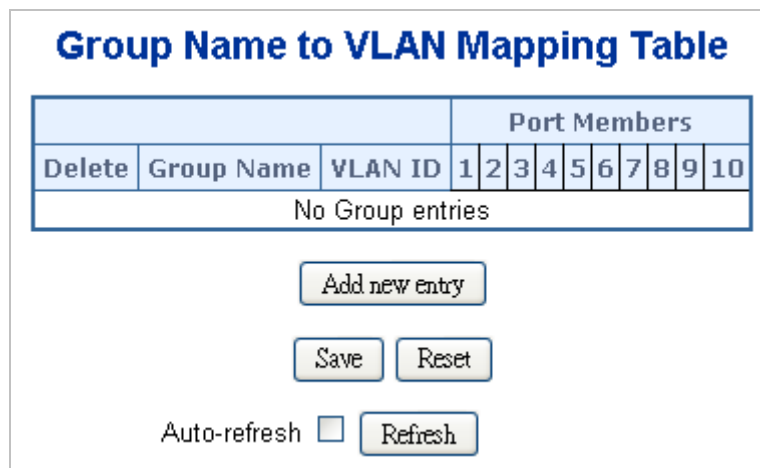 Group Name to VLAN Mapping Table
Port Members
Delete Group Name VLAN ID 1 2 3 4 5 6 7 8 9 10
No Group entries
Add new entry
Save Reset
Auto-refresh Refresh